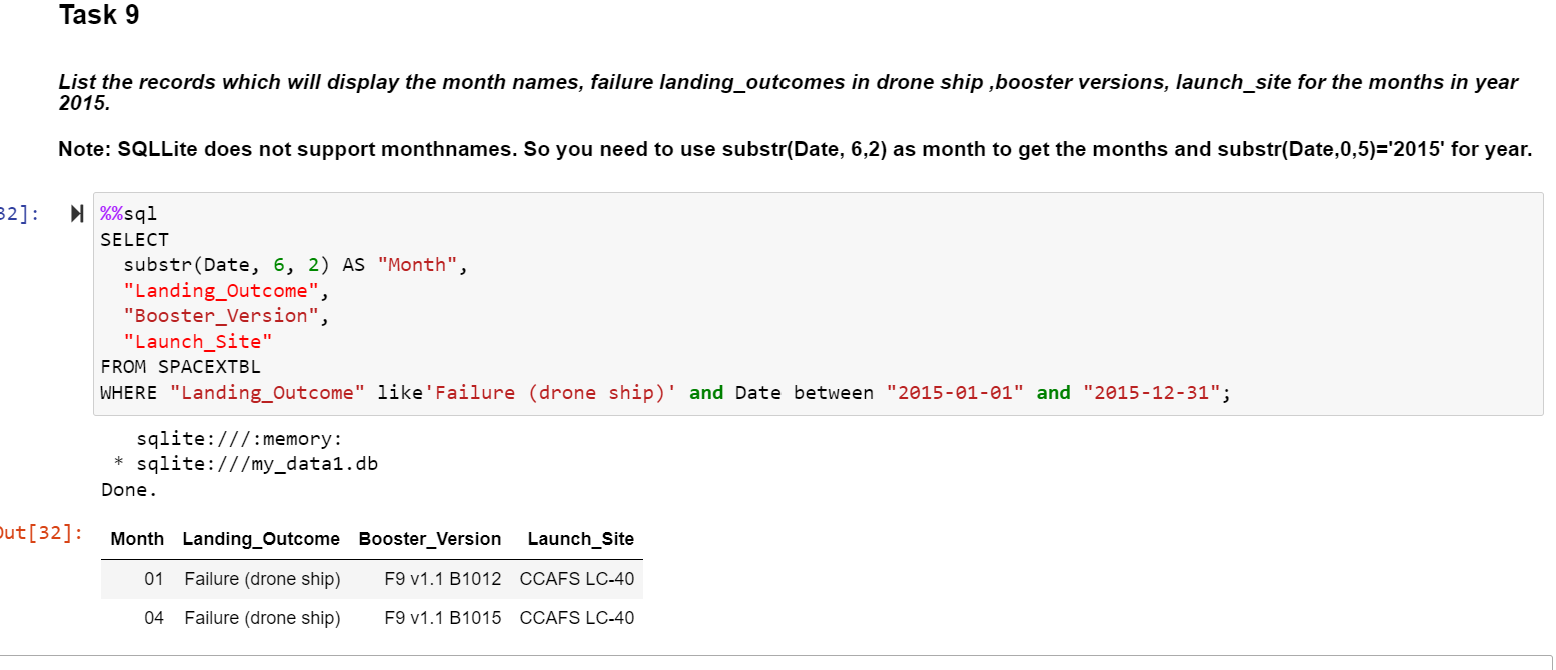 Task 9
List the records which will display the month names, failure landing_outcomes in drone ship ,booster versions, launch_site for the months in year
2015.
Note: SQLLite does not support monthnames. So you need to use substr(Date, 6,2) as month to get the months and substr(Date,0,5)='2015' for year.
32]:
%%sql
SELECT
substr(Date, 6, 2) AS "Month",
"Landing_Outcome",
"Booster_Version",
"Launch_Site"
FROM SPACEXTBL
WHERE "Landing_Outcome" like'Failure (drone ship)' and Date between "2015-01-01" and "2015-12-31";
sqlite:///:memory:
* sqlite:///my_data1.db
Done.
Out[32]:
Month Landing_Outcome Booster_Version Launch_Site
01 Failure (drone ship) F9 v1.1 B1012 CCAFS LC-40
04 Failure (drone ship) F9 v1.1 B1015 CCAFS LC-40